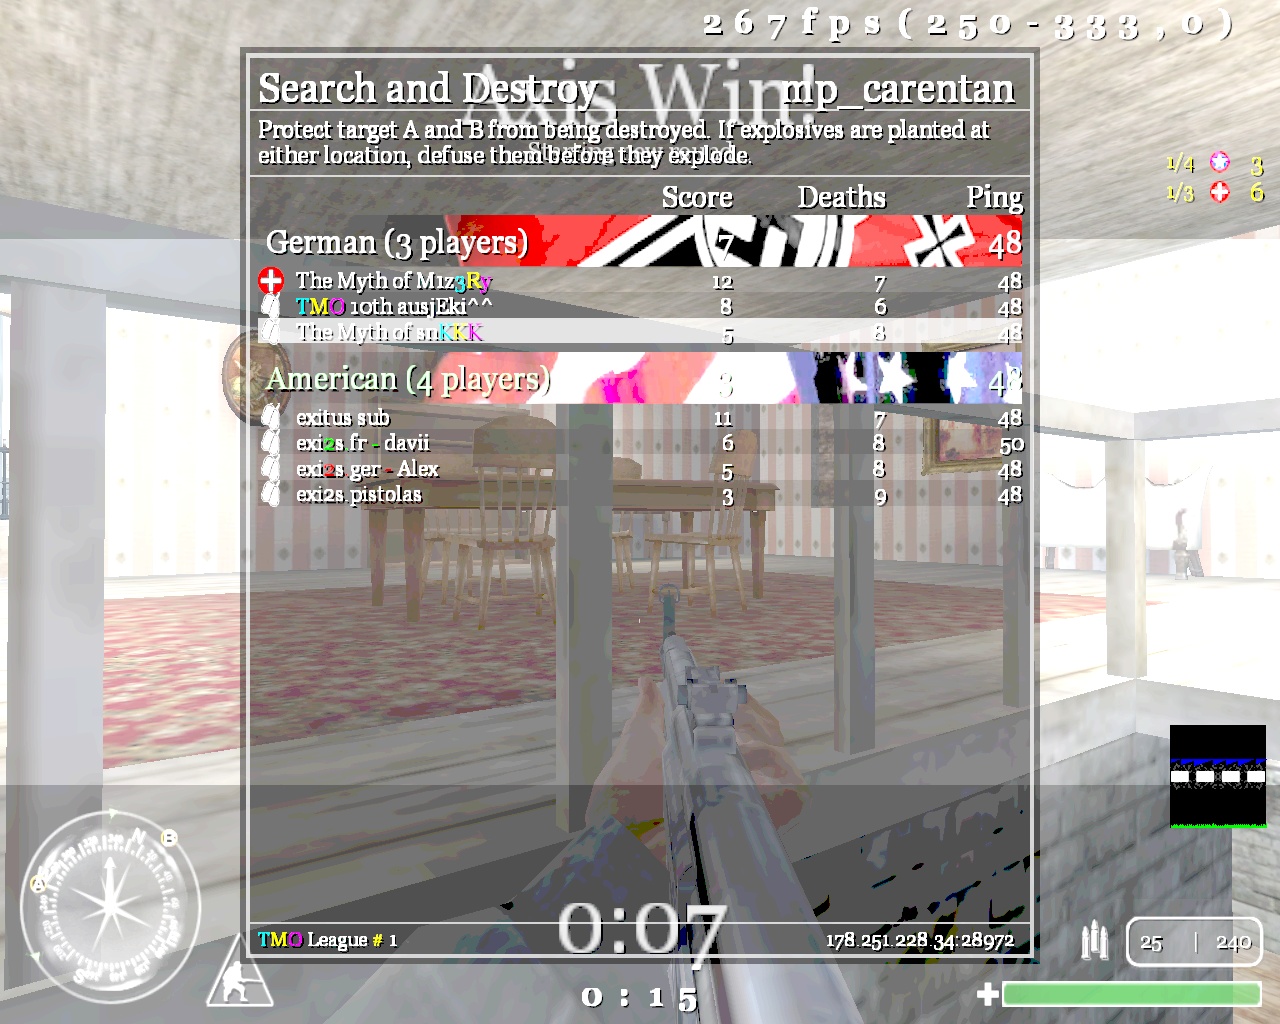 267fps(250-333,0)
Axis Win!
Search and Destroy mp_carentan
Protect target A and B from being destroyed. If explosives are planted at
either location, defuse them before they explode.
Starting new round
1/4 3
1/3 6
Score Deaths Ping
German (3 players) 7 48
The Myth of M1z3Ry 12 7 48
TMO 10th ausjEki^^ 8 6 48
The Myth of snKKK 5 8 48
American (4 players) 3 48
exitus sub 11 7 48
exi2s.fr - davii 6 8 50
exi2s.ger - Alex 5 8 48
exi2s.pistolas 3 9 48
N
B
A
S
0:07
TMO League # 1 178.251.228.34:28972
25 | 240
0:15